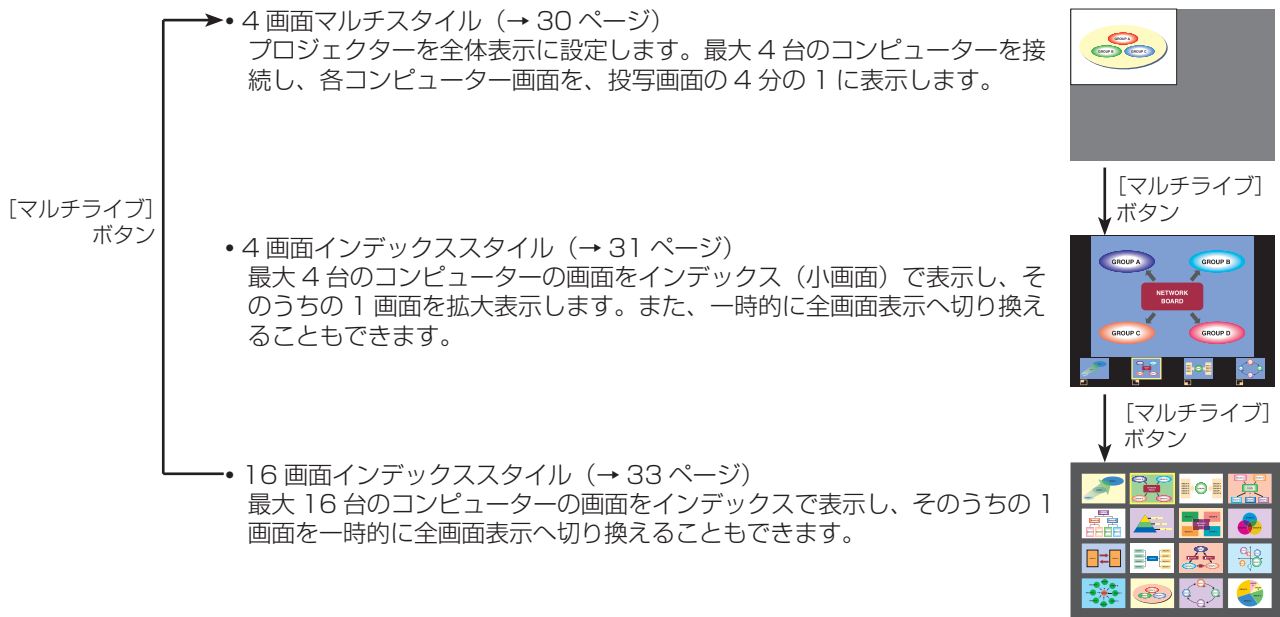 • 4 画面マルチスタイル（→ 30 ページ）
プロジェクターを全体表示に設定します。最大 4 台のコンピューターを接
続し、各コンピューター画面を、投写画面の 4 分の 1 に表示します。
GROUP A
GROUP B
GROUP C
［マルチライブ］
ボタン
［マルチライブ］
ボタン
• 4 画面インデックススタイル（→ 31 ページ）
最大 4 台のコンピューターの画面をインデックス（小画面）で表示し、そ
のうちの 1 画面を拡大表示します。また、一時的に全画面表示へ切り換え
ることもできます。
GROUP A
GROUP B
NETWORK
BOARD
GROUP C
GROUP D
［マルチライブ］
ボタン
• 16 画面インデックススタイル（→ 33 ページ）
最大 16 台のコンピューターの画面をインデックスで表示し、そのうちの 1
画面を一時的に全画面表示へ切り換えることもできます。